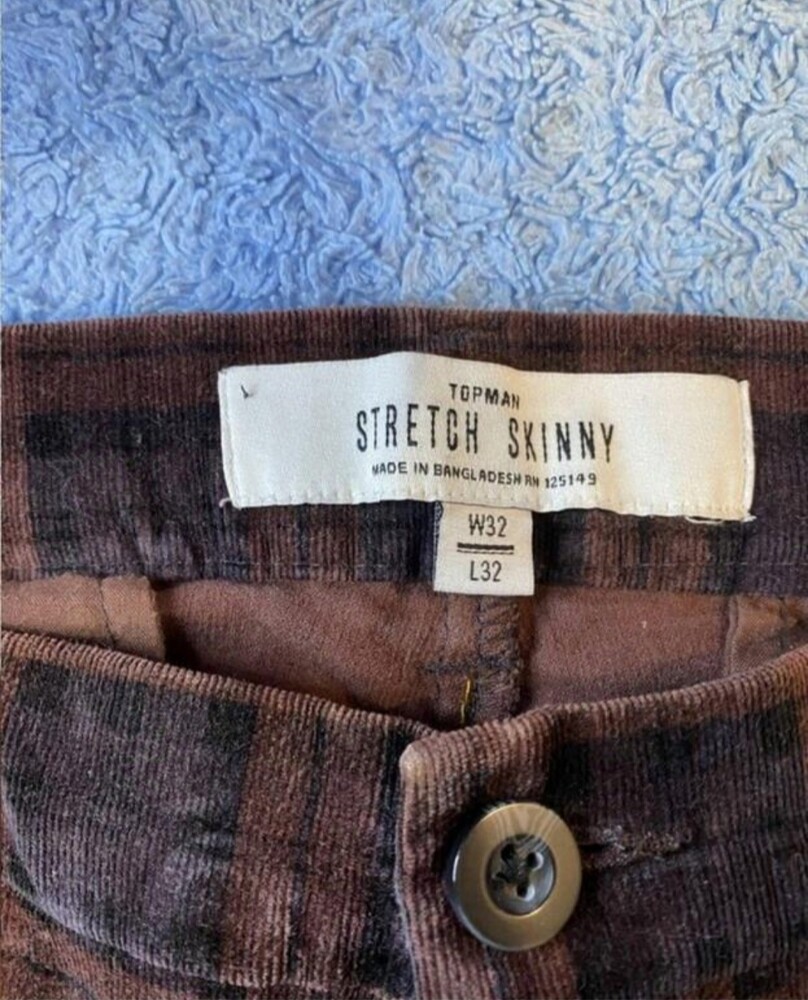 TOPMAN
STRETCH SKINNY
MADE IN BANGLADESH RN 125149
W32
L32